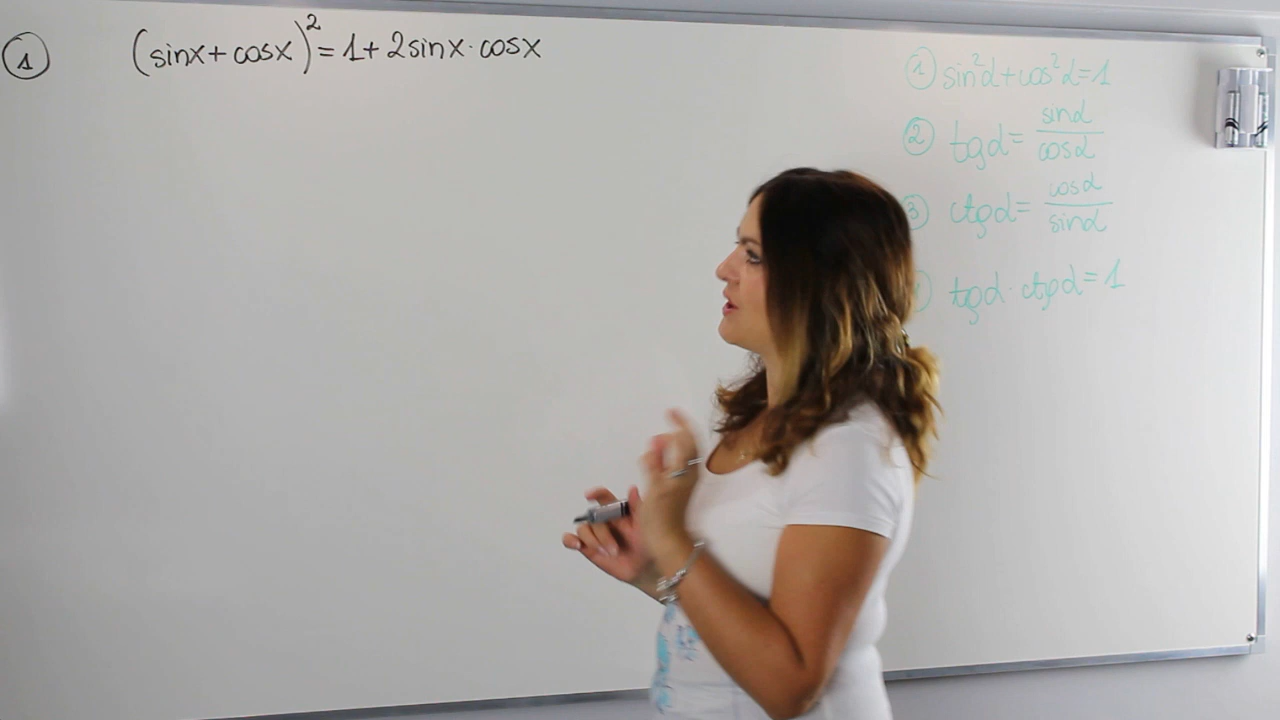 ① (sinx+cosx)²=1+2sinx·cosx
① sin²α+cos²α=1
② tgα= sinα/cosα
③ ctgα= cosα/sinα
tgα·ctgα=1